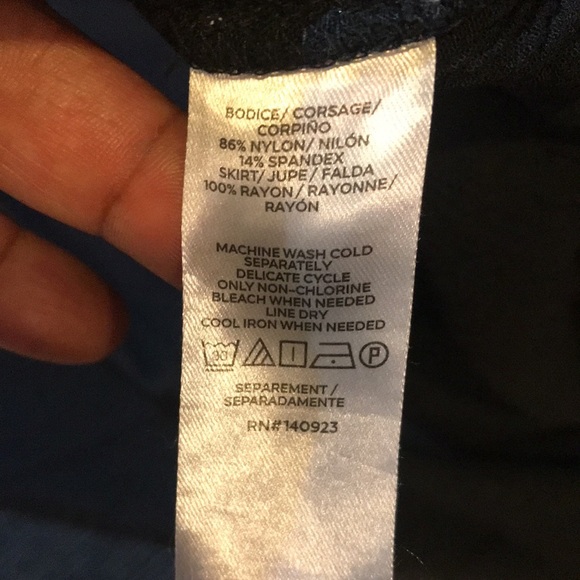 BODICE/ CORSAGE/
CORPIÑO
86% NYLON/ NILÓN
14% SPANDEX
SKIRT/ JUPE/ FALDA
100% RAYON/ RAYONNE/
RAYÓN
MACHINE WASH COLD
SEPARATELY
DELICATE CYCLE
ONLY NON-CHLORINE
BLEACH WHEN NEEDED
LINE DRY
COOL IRON WHEN NEEDED
30 P
SEPAREMENT /
SEPARADAMENTE
RN#140923